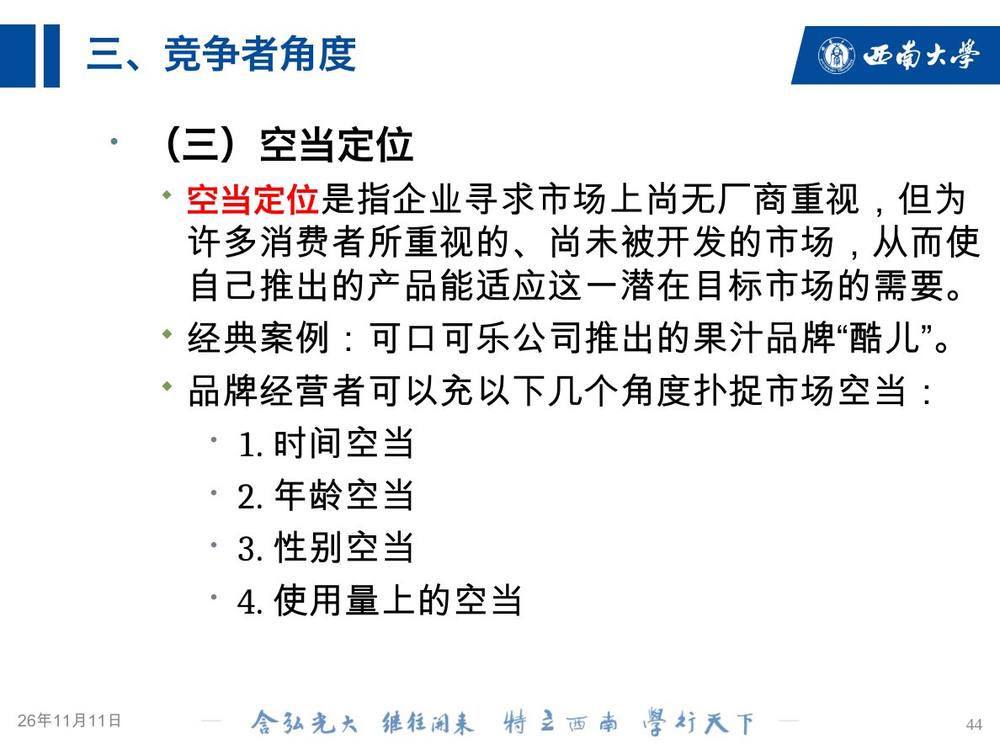 三、竞争者角度
西南大学
（三）空当定位
空当定位是指企业寻求市场上尚无厂商重视，但为
许多消费者所重视的、尚未被开发的市场，从而使
自己推出的产品能适应这一潜在目标市场的需要。
经典案例：可口可乐公司推出的果汁品牌“酷儿”。
品牌经营者可以充以下几个角度扑捉市场空当：
1. 时间空当
2. 年龄空当
3. 性别空当
4. 使用量上的空当
26年11月11日
含弘光大 继往开来 特立西南 學行天下
44